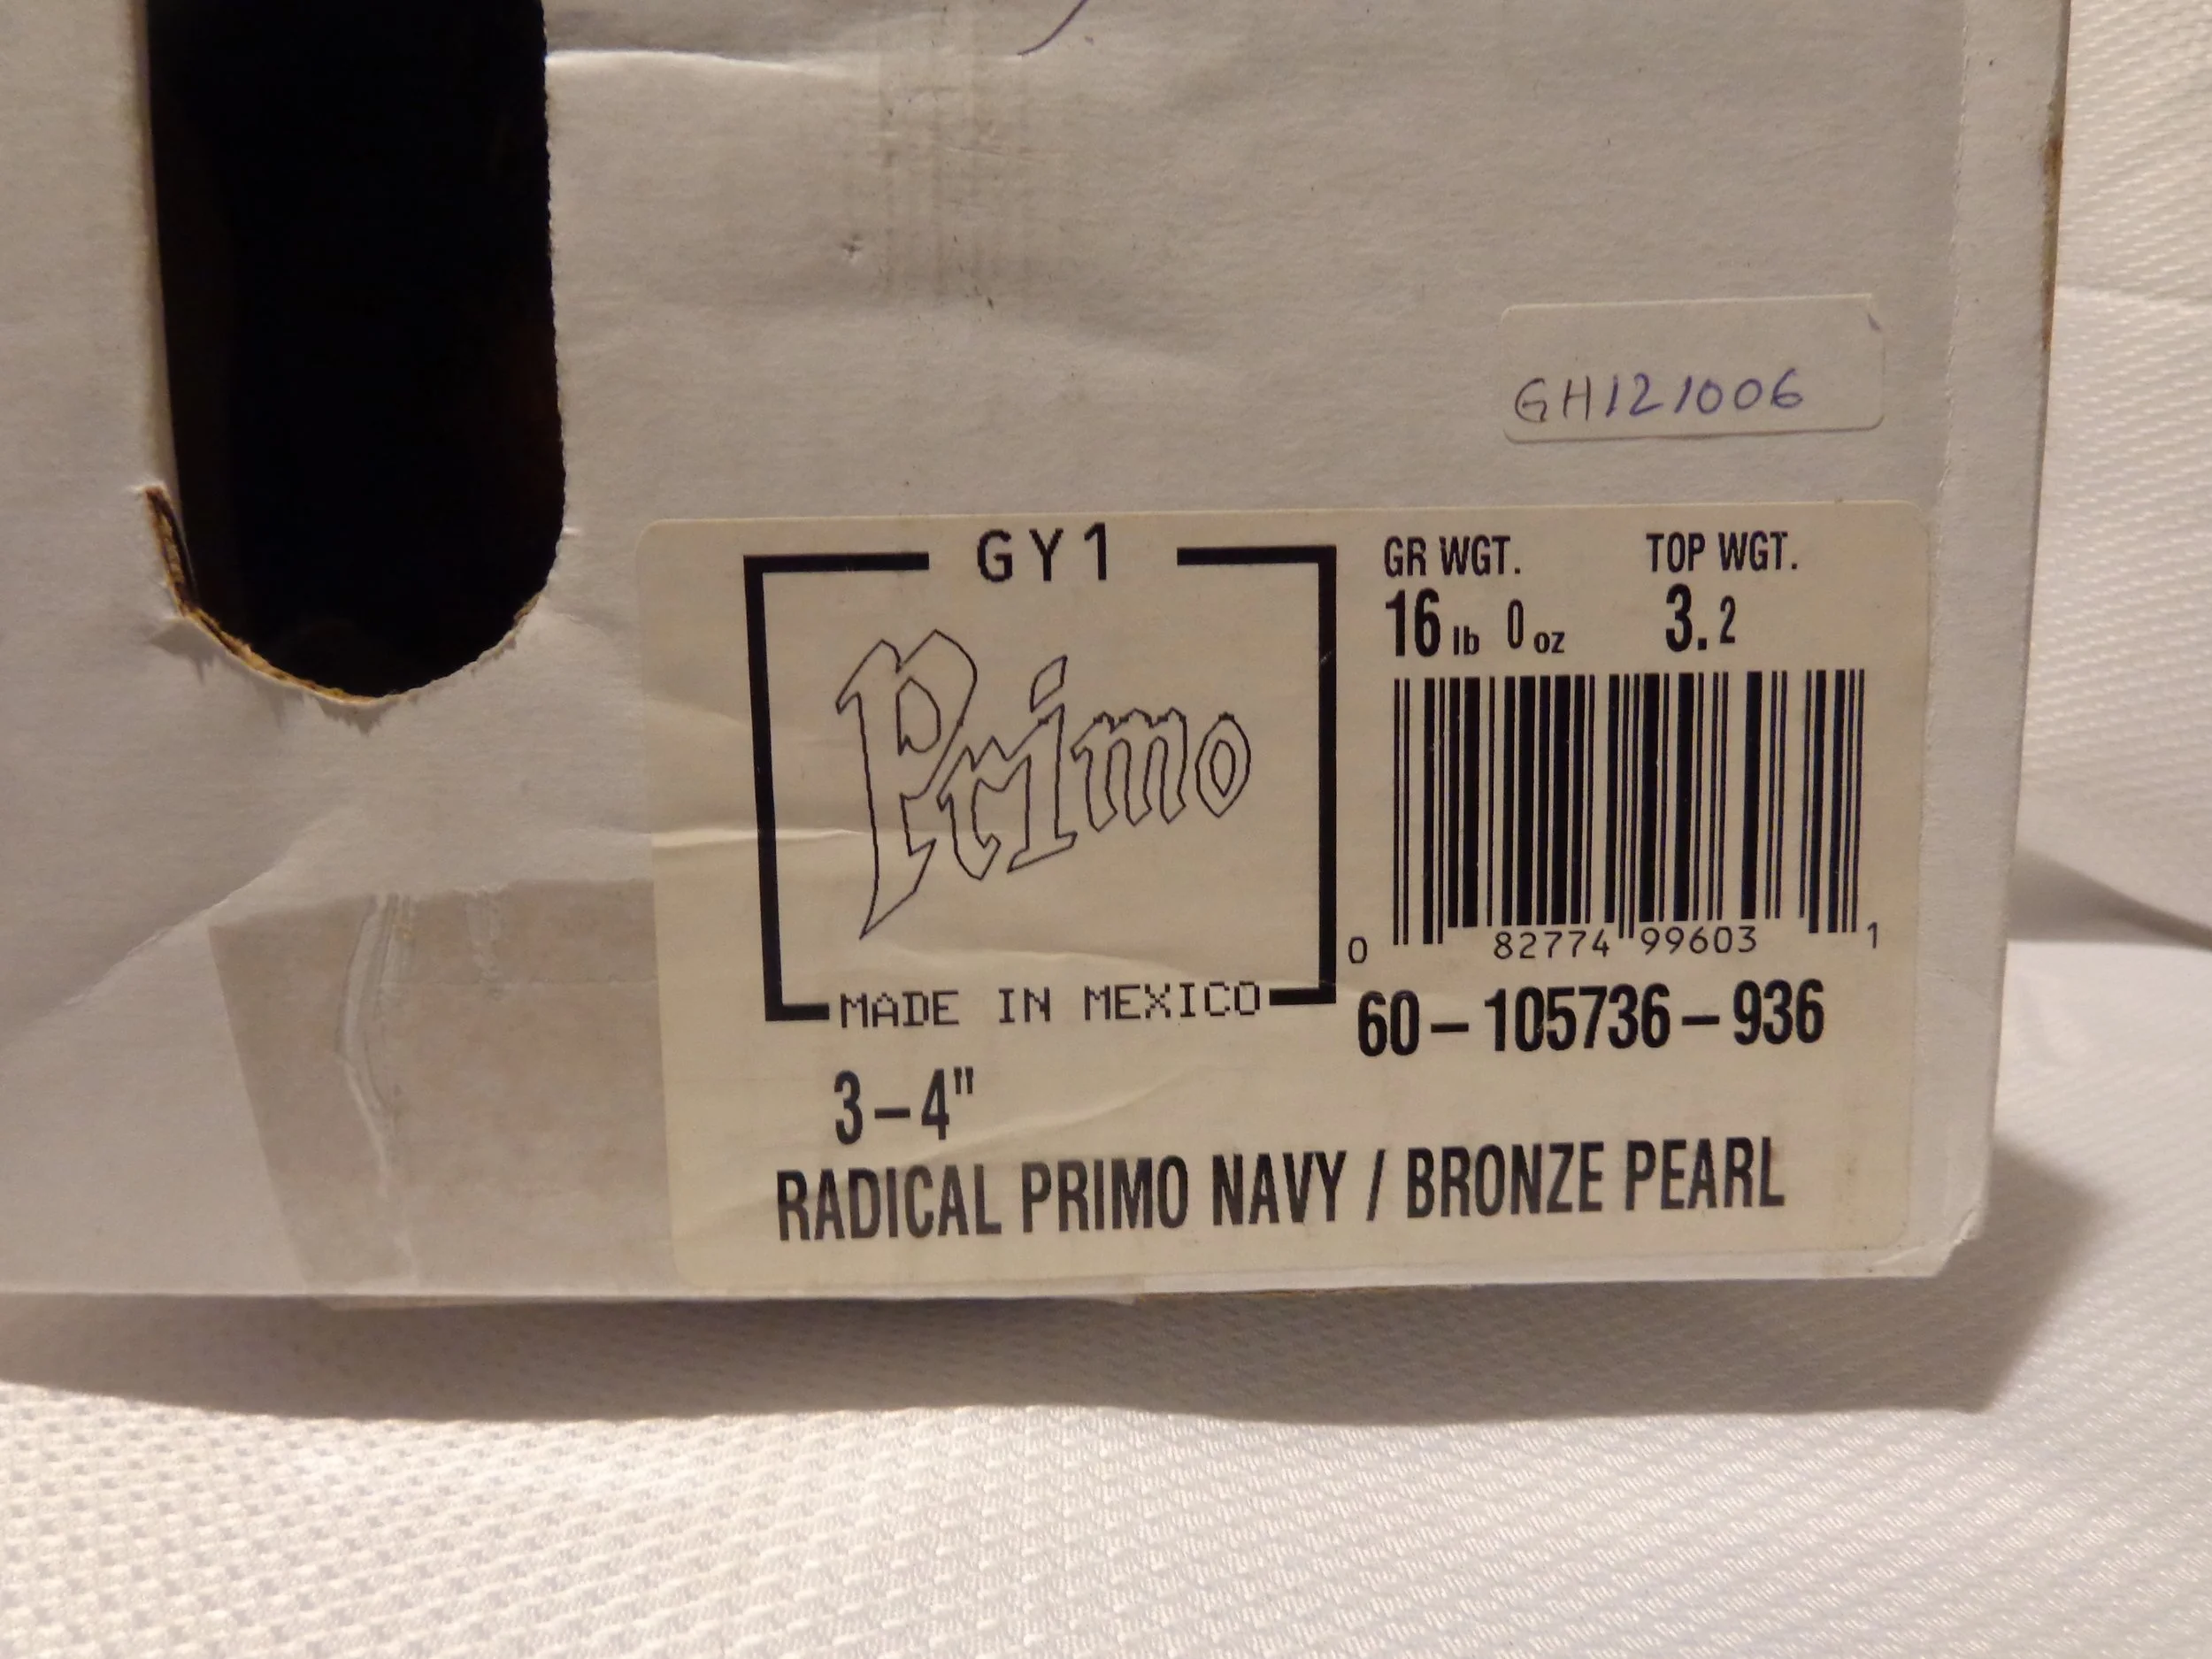 GH121006
GY1
Primo
MADE IN MEXICO
GR WGT. TOP WGT.
16 lb 0 oz 3.2
0 82774 99603 1
60-105736-936
3-4"
RADICAL PRIMO NAVY / BRONZE PEARL